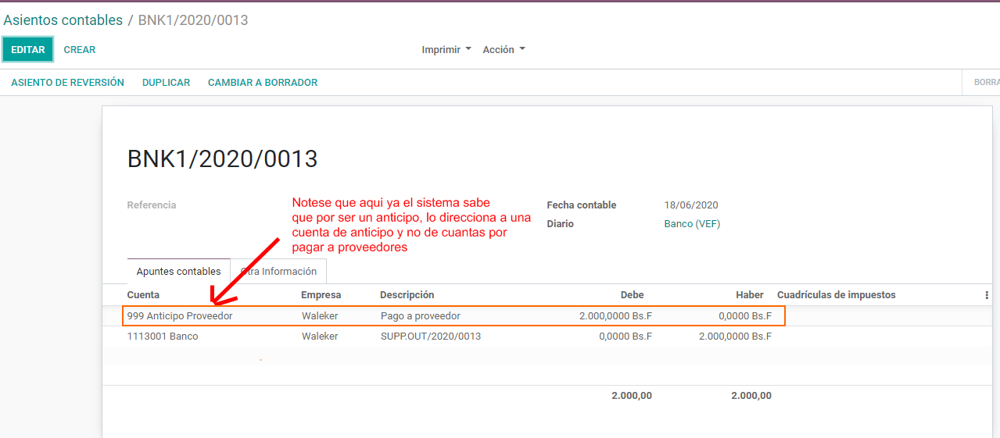 Asientos contables / BNK1/2020/0013
EDITAR CREAR Imprimir Acción
ASIENTO DE REVERSIÓN DUPLICAR CAMBIAR A BORRADOR BORRA
BNK1/2020/0013
Referencia
Notese que aqui ya el sistema sabe
que por ser un anticipo, lo direcciona a una
cuenta de anticipo y no de cuantas por
pagar a proveedores
Fecha contable 18/06/2020
Diario Banco (VEF)
Apuntes contables Otra Información
Cuenta Empresa Descripción Debe Haber Cuadrículas de impuestos
999 Anticipo Proveedor Waleker Pago a proveedor 2.000,0000 Bs.F 0,0000 Bs.F
1113001 Banco Waleker SUPP.OUT/2020/0013 0,0000 Bs.F 2.000,0000 Bs.F
2.000,00 2.000,00